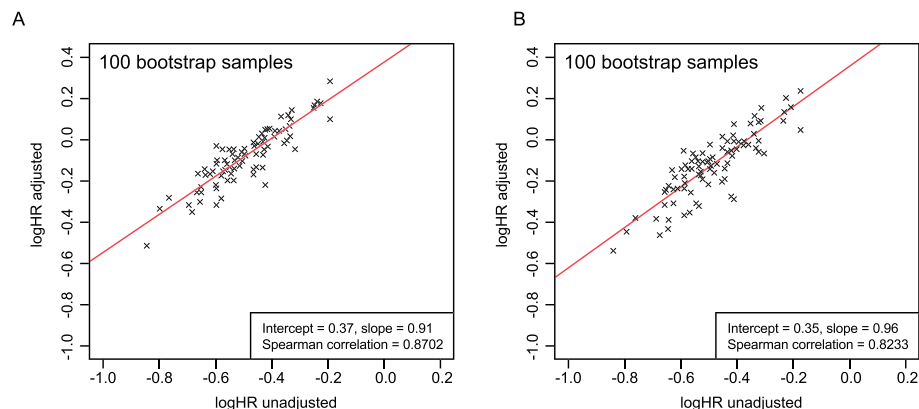 A
100 bootstrap samples
logHR adjusted
0.4
0.2
0.0
-0.2
-0.4
-0.6
-0.8
-1.0
Intercept = 0.37, slope = 0.91
Spearman correlation = 0.8702
-1.0 -0.8 -0.6 -0.4 -0.2 0.0 0.2
logHR unadjusted
B
100 bootstrap samples
logHR adjusted
0.4
0.2
0.0
-0.2
-0.4
-0.6
-0.8
-1.0
Intercept = 0.35, slope = 0.96
Spearman correlation = 0.8233
-1.0 -0.8 -0.6 -0.4 -0.2 0.0 0.2
logHR unadjusted